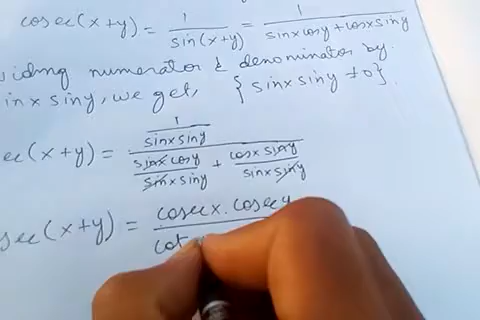 cosec(x+y) = 1/sin(x+y) = 1/sinx cosy + cosx siny
iding numerator & denominator by
inx siny, we get, {sinx siny ≠ 0}
ec(x+y) = 1/sinx siny / sinx cosy/sinx siny + cosx siny/sinx siny
sec(x+y) = cosecx . cosecy / cot